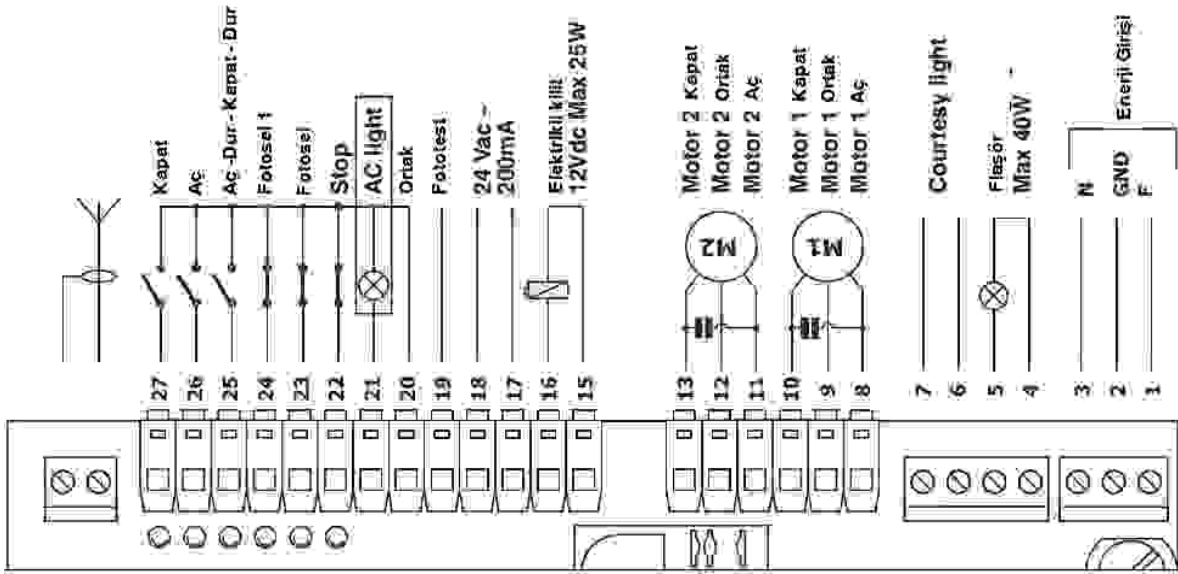 Kapat
Aç
Aç -Dur - Kapat - Dur
Fotosel 1
Fotosel
Stop
AC light
Ortak
Fototest
24 Vac ~
200mA
Elektrikli kilit
12Vdc Max 25W
Motor 2 Kapat
Motor 2 Ortak
Motor 2 Aç
Motor 1 Kapat
Motor 1 Ortak
Motor 1 Aç
Courtesy light
Flaşör
Max 40W ~
Enerji Girişi
N
GND
F
M2
M1
27
26
25
24
23
22
21
20
19
18
17
16
15
13
12
11
10
9
8
7
6
5
4
3
2
1